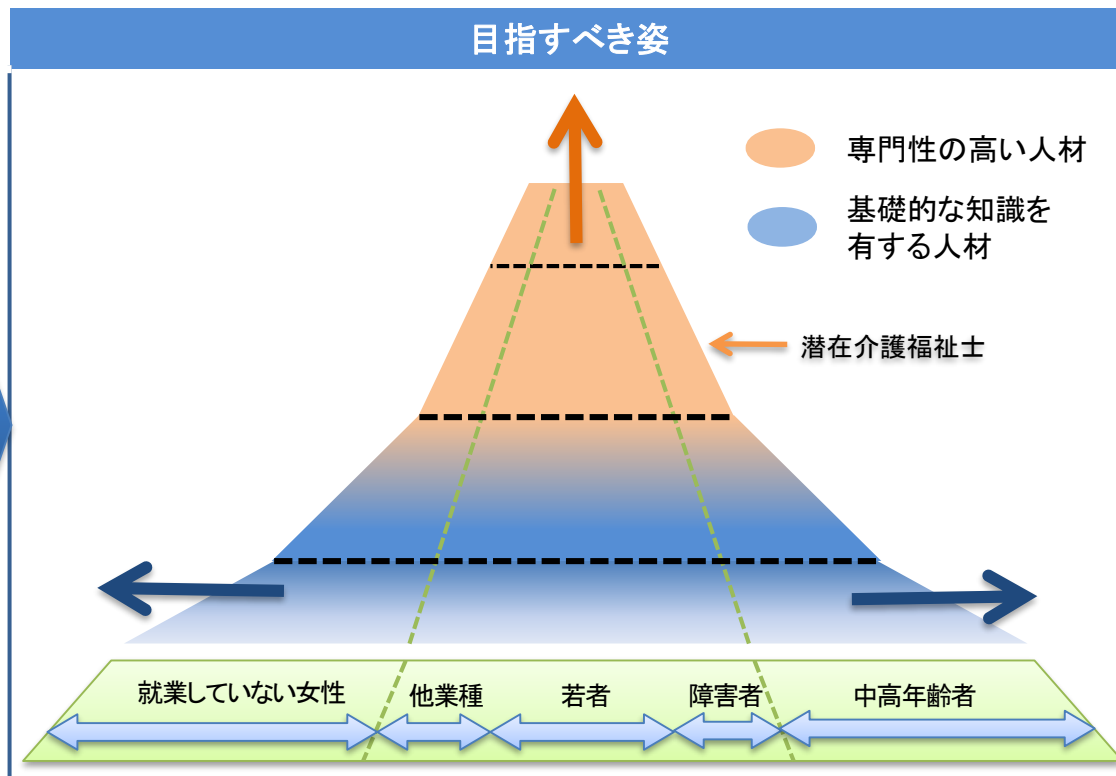 目指すべき姿
専門性の高い人材
基礎的な知識を
有する人材
潜在介護福祉士
就業していない女性
他業種
若者
障害者
中高年齢者